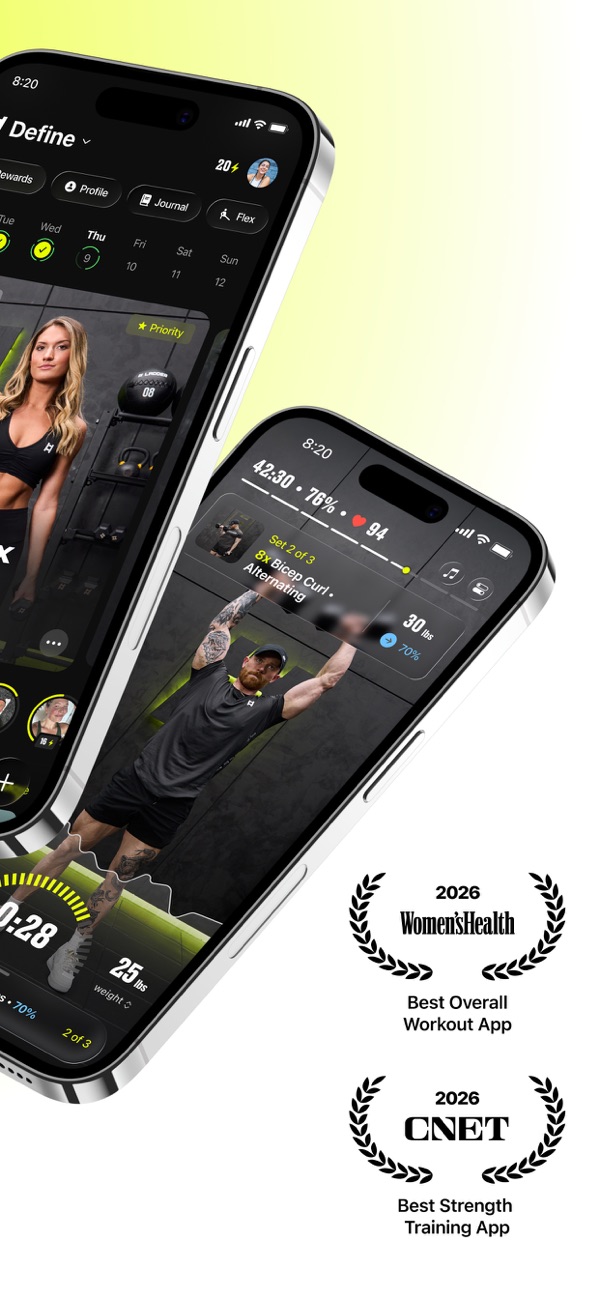 8:20
Define
20
Rewards
Profile
Journal
Flex
Tue
Wed
Thu
Fri
Sat
Sun
9
10
11
12
Priority
LADDER
08
16
8:20
42:30 • 76% • 94
Set 2 of 3
8x Bicep Curl •
Alternating
30 lbs
70%
0:28
25 lbs
weight
• 70%
2 of 3
2026
Women'sHealth
Best Overall
Workout App
2026
CNET
Best Strength
Training App